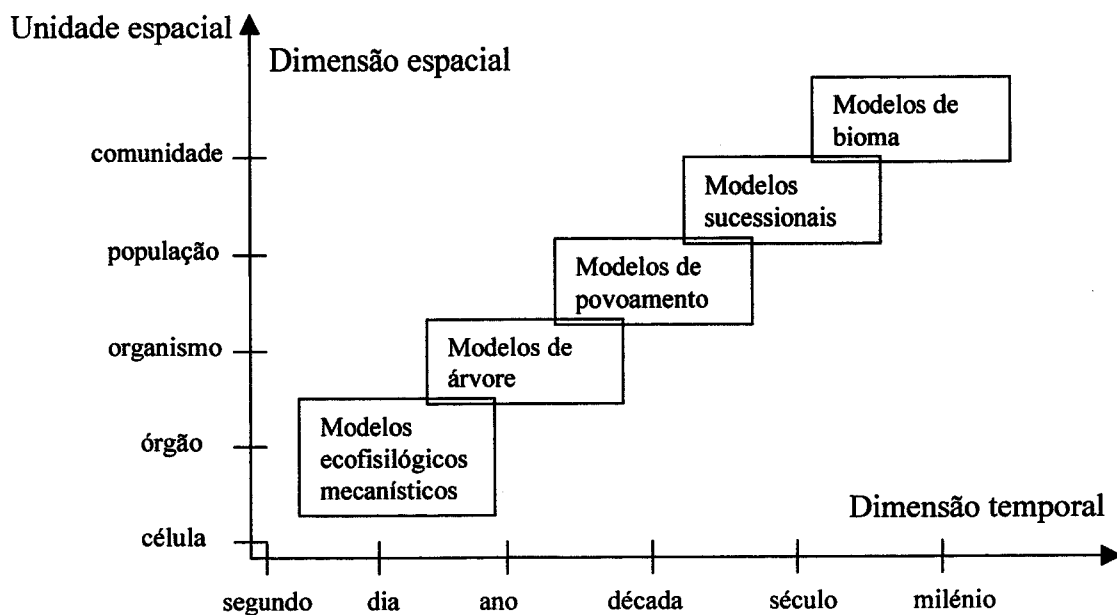 Unidade espacial
Dimensão espacial
Modelos de
bioma
comunidade
Modelos
sucessionais
população
Modelos de
povoamento
organismo
Modelos de
árvore
órgão
Modelos
ecofisilógicos
mecanísticos
Dimensão temporal
célula
segundo dia ano década século milénio